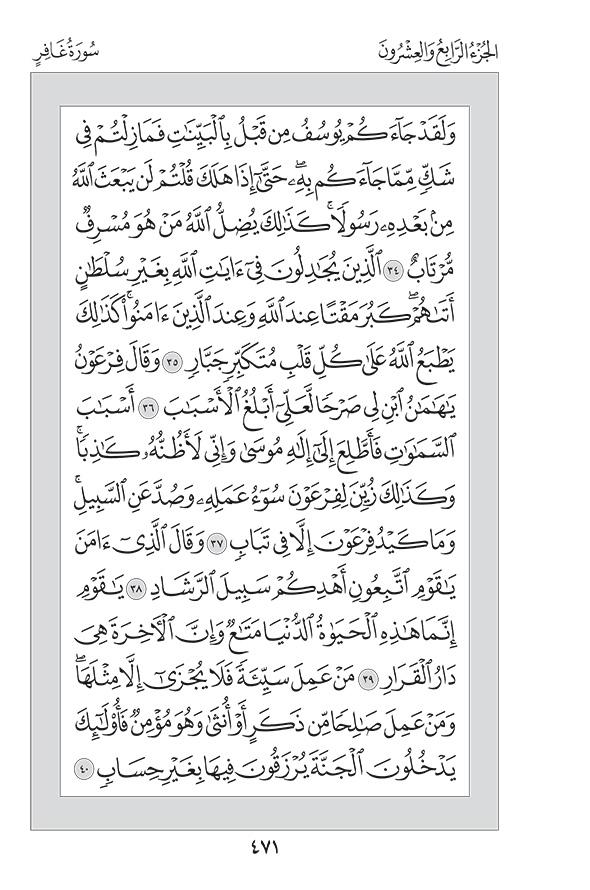 الجُزْءُ الرَّابِعُ وَالعِشْرُونَ سُورَةُ غَافِرٍ
وَلَقَدْ جَآءَكُمْ يُوسُفُ مِن قَبْلُ بِٱلْبَيِّنَٰتِ فَمَا زِلْتُمْ فِى
شَكٍّۢ مِّمَّا جَآءَكُم بِهِۦ ۖ حَتَّىٰٓ إِذَا هَلَكَ قُلْتُمْ لَن يَبْعَثَ ٱللَّهُ
مِنۢ بَعْدِهِۦ رَسُولًۭا ۚ كَذَٰلِكَ يُضِلُّ ٱللَّهُ مَنْ هُوَ مُسْرِفٌۭ
مُّرْتَابٌ ٣٤ ٱلَّذِينَ يُجَٰدِلُونَ فِىٓ ءَايَٰتِ ٱللَّهِ بِغَيْرِ سُلْطَٰنٍ
أَتَىٰهُمْ ۖ كَبُرَ مَقْتًا عِندَ ٱللَّهِ وَعِندَ ٱلَّذِينَ ءَامَنُوا۟ ۚ كَذَٰلِكَ
يَطْبَعُ ٱللَّهُ عَلَىٰ كُلِّ قَلْبِ مُتَكَبِّرٍۢ جَبَّارٍۢ ٣٥ وَقَالَ فِرْعَوْنُ
يَٰهَٰمَٰنُ ٱبْنِ لِى صَرْحًۭا لَّعَلِّىٓ أَبْلُغُ ٱلْأَسْبَٰبَ ٣٦ أَسْبَٰبَ
ٱلسَّمَٰوَٰتِ فَأَطَّلِعَ إِلَىٰٓ إِلَٰهِ مُوسَىٰ وَإِنِّى لَأَظُنُّهُۥ كَٰذِبًۭا ۚ
وَكَذَٰلِكَ زُيِّنَ لِفِرْعَوْنَ سُوٓءُ عَمَلِهِۦ وَصُدَّ عَنِ ٱلسَّبِيلِ ۚ
وَمَا كَيْدُ فِرْعَوْنَ إِلَّا فِى تَبَابٍۢ ٣٧ وَقَالَ ٱلَّذِىٓ ءَامَنَ
يَٰقَوْمِ ٱتَّبِعُونِ أَهْدِكُمْ سَبِيلَ ٱلرَّشَادِ ٣٨ يَٰقَوْمِ
إِنَّمَا هَٰذِهِ ٱلْحَيَوٰةُ ٱلدُّنْيَا مَتَٰعٌۭ وَإِنَّ ٱلْءَاخِرَةَ هِىَ
دَارُ ٱلْقَرَارِ ٣٩ مَنْ عَمِلَ سَيِّئَةًۭ فَلَا يُجْزَىٰٓ إِلَّا مِثْلَهَا ۖ
وَمَنْ عَمِلَ صَٰلِحًۭا مِّن ذَكَرٍ أَوْ أُنثَىٰ وَهُوَ مُؤْمِنٌۭ فَأُو۟لَٰٓئِكَ
يَدْخُلُونَ ٱلْجَنَّةَ يُرْزَقُونَ فِيهَا بِغَيْرِ حِسَابٍۢ ٤٠
٤٧١